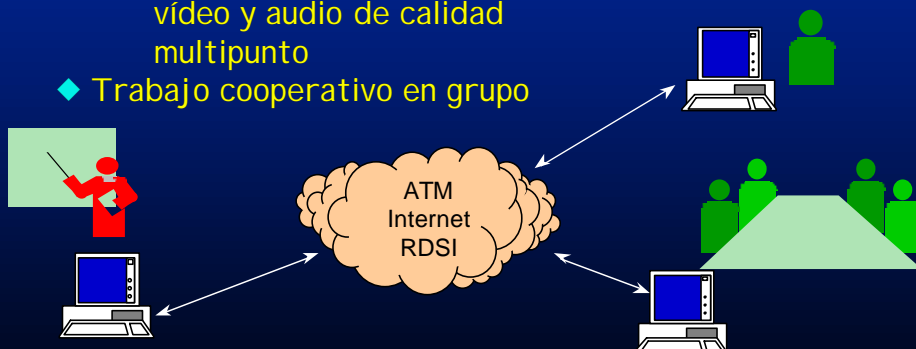 vídeo y audio de calidad
multipunto
Trabajo cooperativo en grupo
ATM
Internet
RDSI